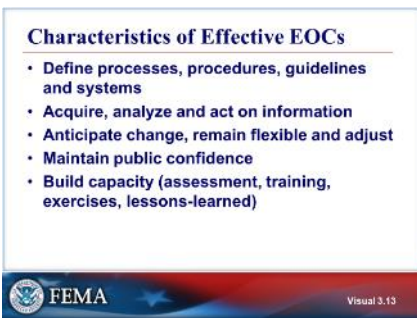 Characteristics of Effective EOCs
• Define processes, procedures, guidelines
and systems
• Acquire, analyze and act on information
• Anticipate change, remain flexible and adjust
• Maintain public confidence
• Build capacity (assessment, training,
exercises, lessons-learned)
FEMA
Visual 3.13